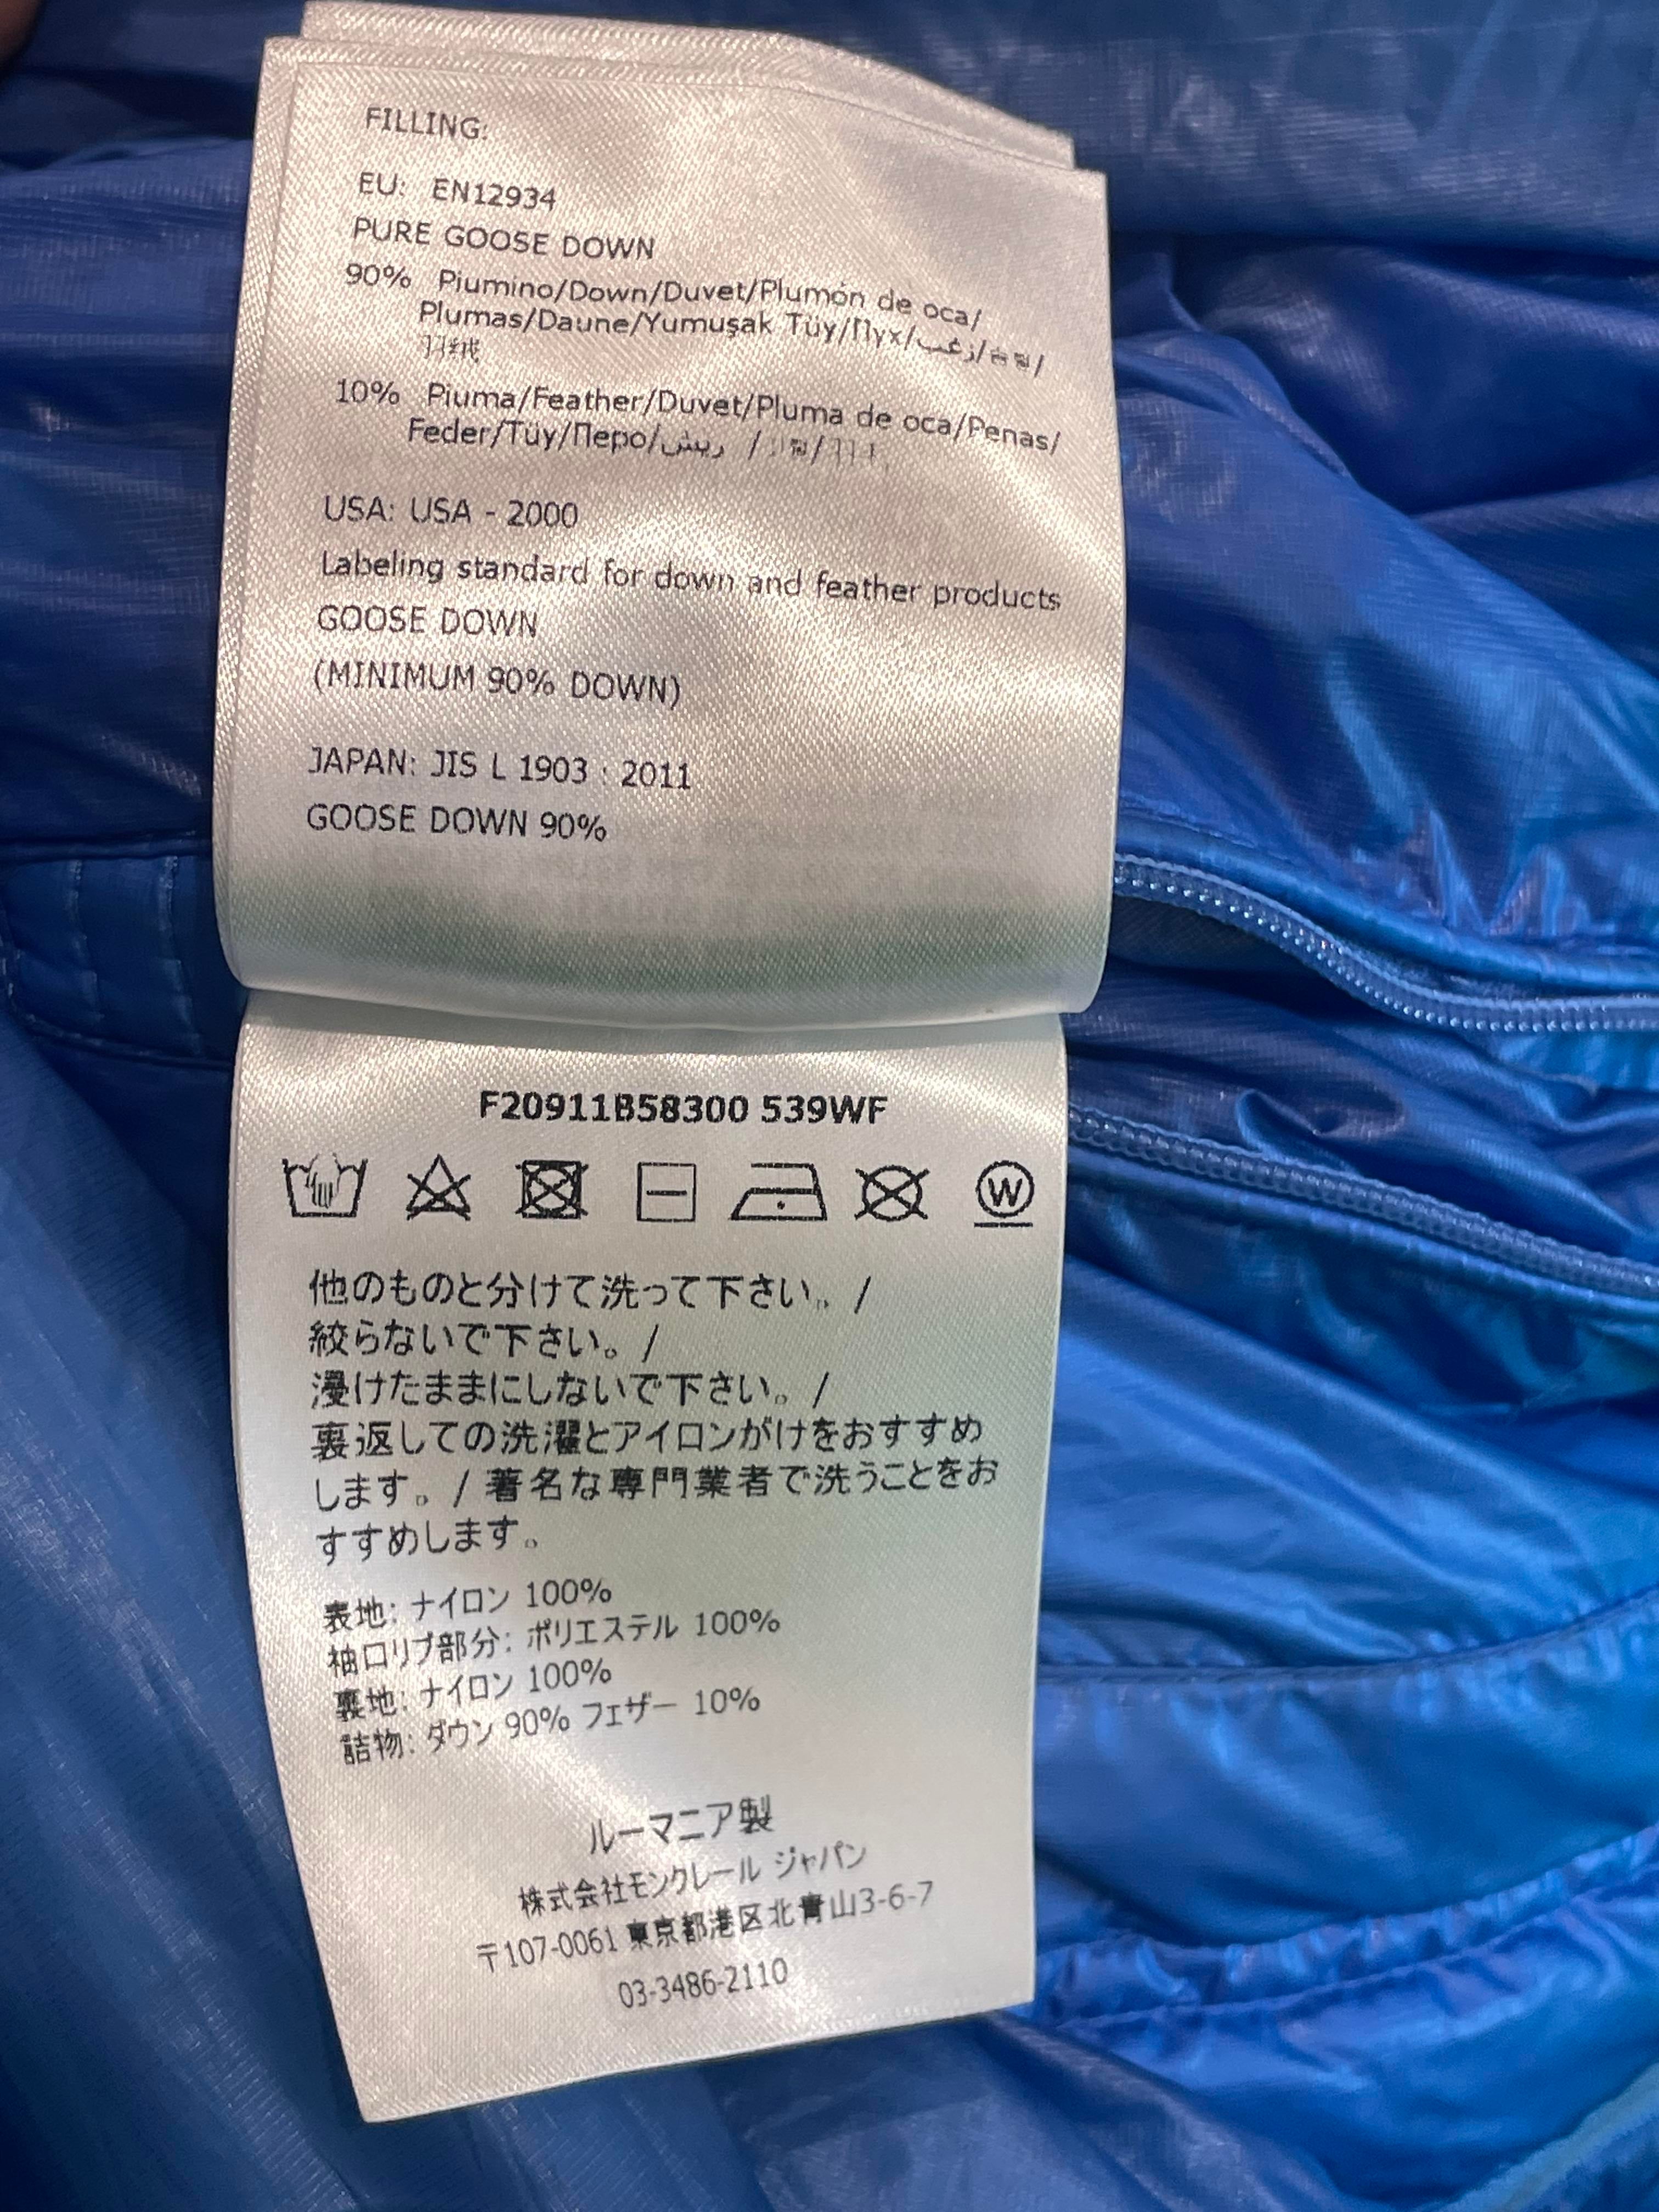 FILLING:
EU: EN12934
PURE GOOSE DOWN
90% Piumino/Down/Duvet/Plumón de oca/
Plumas/Daune/Yumuşak Tüy/Пух/زغب/
羽绒
10% Piuma/Feather/Duvet/Pluma de oca/Penas/
Feder/Tüy/Перо/ريش /
USA: USA - 2000
Labeling standard for down and feather products
GOOSE DOWN
(MINIMUM 90% DOWN)
JAPAN: JIS L 1903 : 2011
GOOSE DOWN 90%
F20911B58300 539WF
W
他のものと分けて洗って下さい。/
絞らないで下さい。/
浸けたままにしないで下さい。/
裏返しての洗濯とアイロンがけをおすすめ
します。/ 著名な専門業者で洗うことをお
すすめします。
表地: ナイロン 100%
袖口リブ部分: ポリエステル 100%
裏地: ナイロン 100%
詰物: ダウン 90% フェザー 10%
ルーマニア製
株式会社モンクレール ジャパン
〒107-0061 東京都港区北青山3-6-7
03-3486-2110